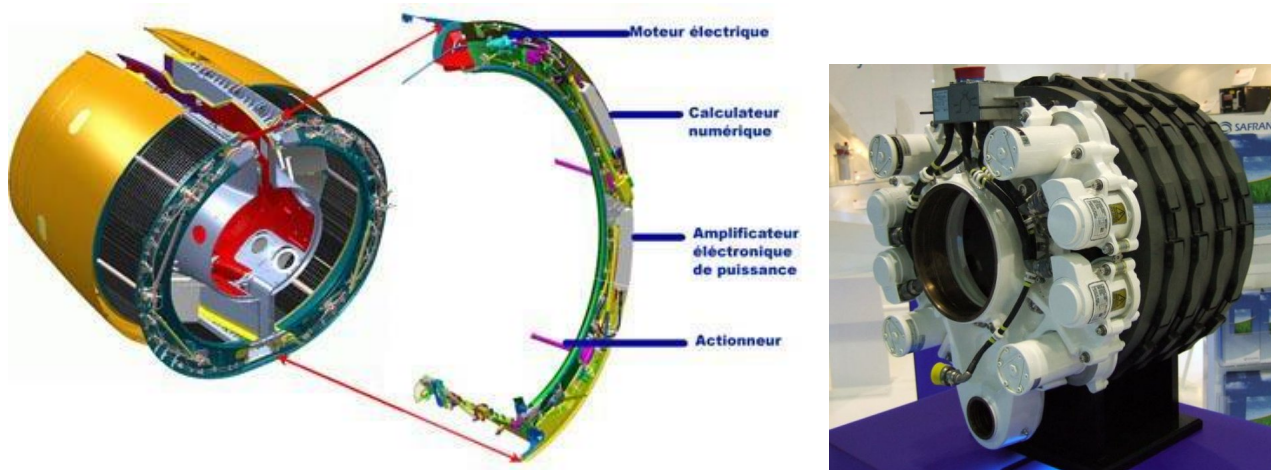 Moteur électrique
Calculateur
numérique
Amplificateur
éléctronique
de puissance
Actionneur
SAFRAN